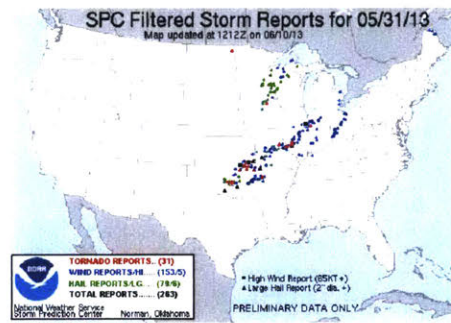 SPC Filtered Storm Reports for 05/31/13
Map updated at 1212Z on 06/10/13
TORNADO REPORTS.. (31)
WIND REPORTS/HI..... (153/5)
HAIL REPORTS/LG..... (79/6)
TOTAL REPORTS....... (263)
National Weather Service
Storm Prediction Center Norman, Oklahoma
• High Wind Report (65KT +)
▲ Large Hail Report (2" dia. +)
PRELIMINARY DATA ONLY